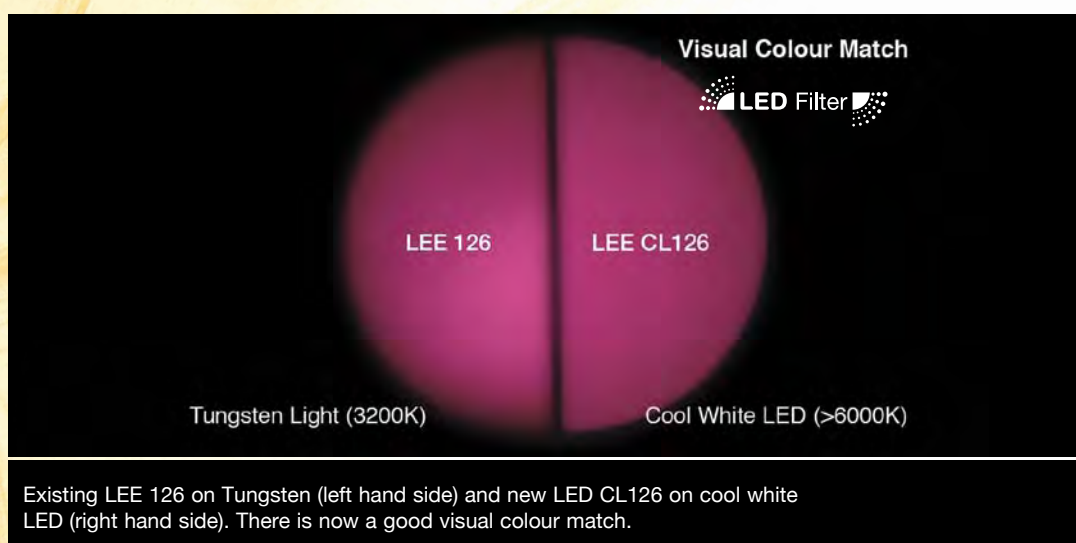 Visual Colour Match
LED Filter
LEE 126
LEE CL126
Tungsten Light (3200K)
Cool White LED (>6000K)
Existing LEE 126 on Tungsten (left hand side) and new LED CL126 on cool white
LED (right hand side). There is now a good visual colour match.